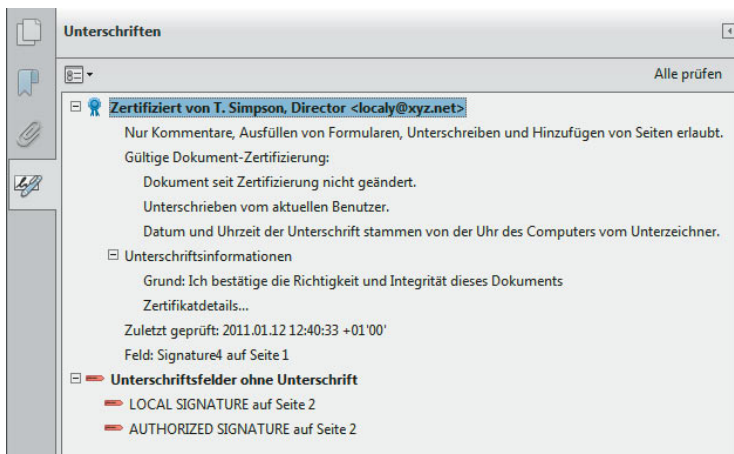 Unterschriften
Alle prüfen
Zertifiziert von T. Simpson, Director <localy@xyz.net>
Nur Kommentare, Ausfüllen von Formularen, Unterschreiben und Hinzufügen von Seiten erlaubt.
Gültige Dokument-Zertifizierung:
Dokument seit Zertifizierung nicht geändert.
Unterschrieben vom aktuellen Benutzer.
Datum und Uhrzeit der Unterschrift stammen von der Uhr des Computers vom Unterzeichner.
Unterschriftsinformationen
Grund: Ich bestätige die Richtigkeit und Integrität dieses Dokuments
Zertifikatdetails...
Zuletzt geprüft: 2011.01.12 12:40:33 +01'00'
Feld: Signature4 auf Seite 1
Unterschriftsfelder ohne Unterschrift
LOCAL SIGNATURE auf Seite 2
AUTHORIZED SIGNATURE auf Seite 2